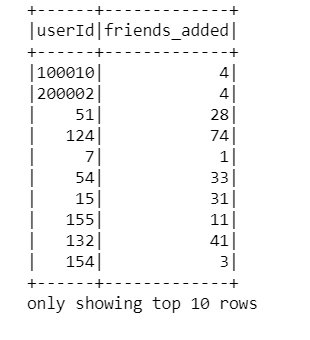 +------+-------------+
|userId|friends_added|
+------+-------------+
|100010|            4|
|200002|            4|
|    51|           28|
|   124|           74|
|     7|            1|
|    54|           33|
|    15|           31|
|   155|           11|
|   132|           41|
|   154|            3|
+------+-------------+
only showing top 10 rows